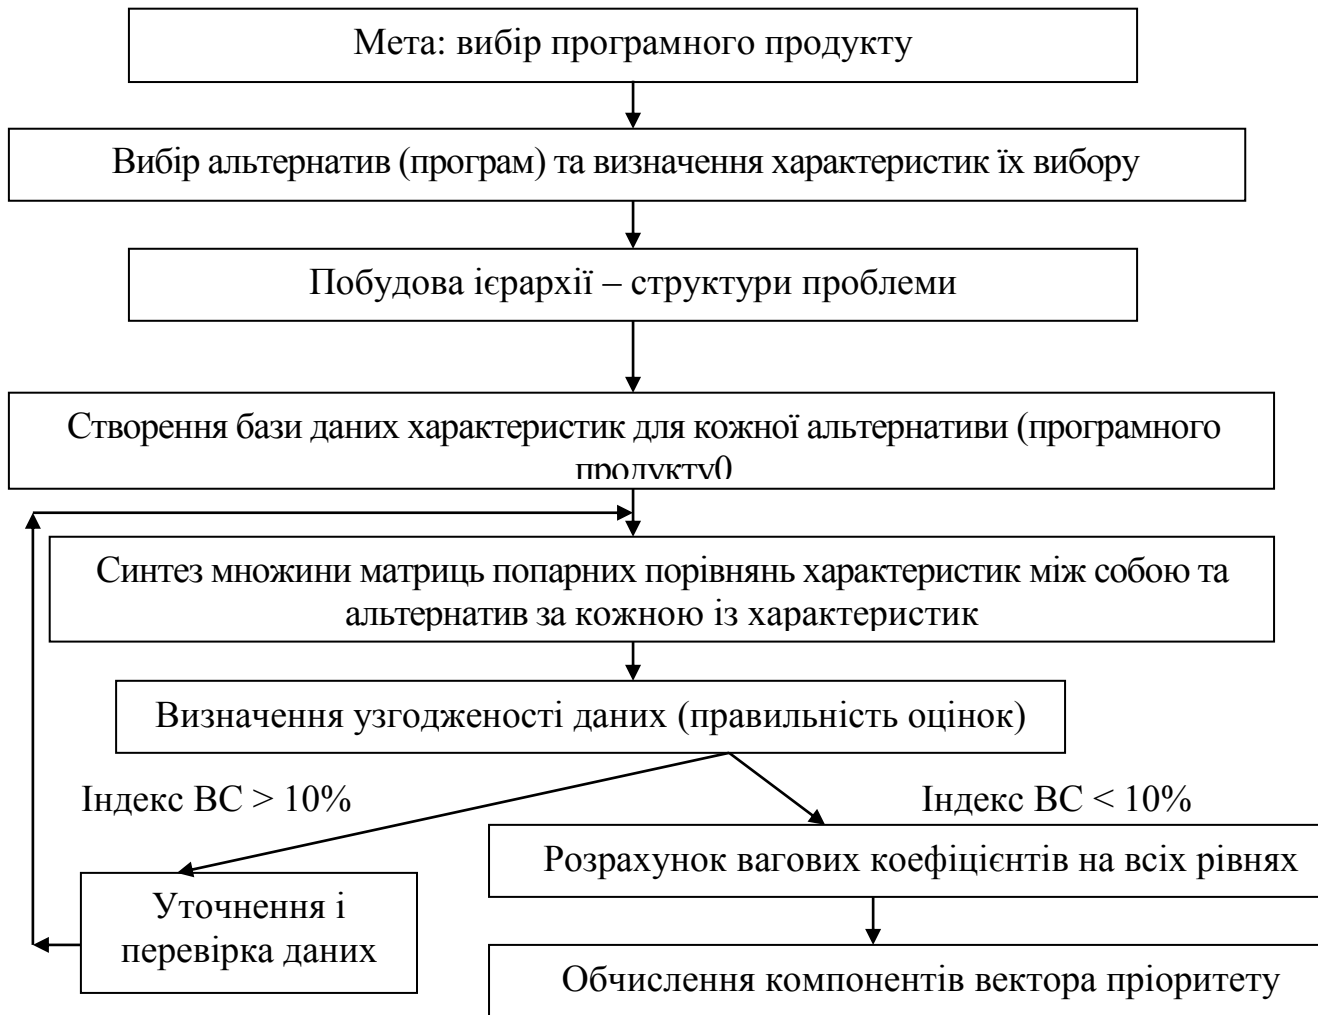 Мета: вибір програмного продукту
Вибір альтернатив (програм) та визначення характеристик їх вибору
Побудова ієрархії – структури проблеми
Створення бази даних характеристик для кожної альтернативи (програмного
продукту0
Синтез множини матриць попарних порівнянь характеристик між собою та
альтернатив за кожною із характеристик
Визначення узгодженості даних (правильність оцінок)
Індекс ВС > 10%
Індекс ВС < 10%
Розрахунок вагових коефіцієнтів на всіх рівнях
Уточнення і
перевірка даних
Обчислення компонентів вектора пріоритету